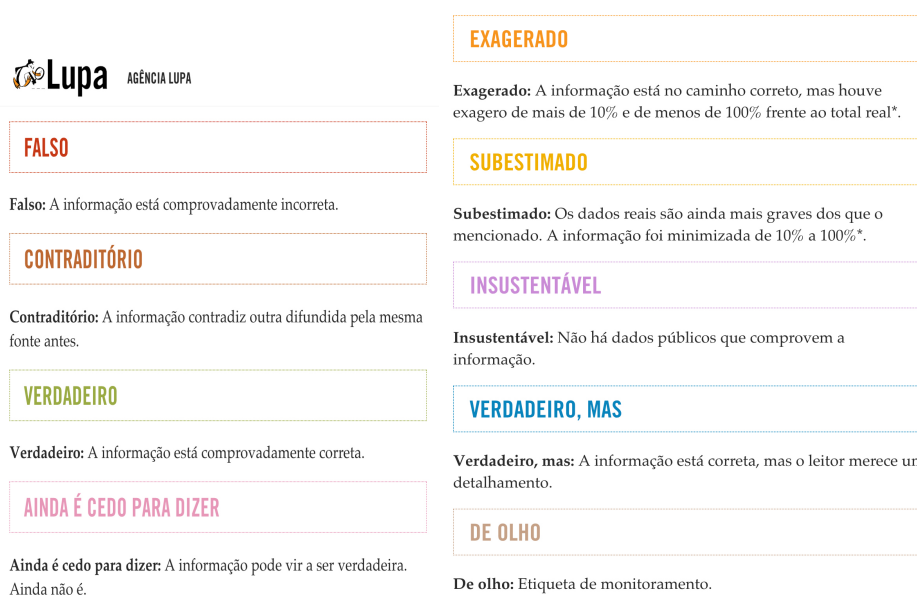 Lupa
AGÊNCIA LUPA
FALSO
Falso: A informação está comprovadamente incorreta.
CONTRADITÓRIO
Contraditório: A informação contradiz outra difundida pela mesma
fonte antes.
VERDADEIRO
Verdadeiro: A informação está comprovadamente correta.
AINDA É CEDO PARA DIZER
Ainda é cedo para dizer: A informação pode vir a ser verdadeira.
Ainda não é.
EXAGERADO
Exagerado: A informação está no caminho correto, mas houve
exagero de mais de 10% e de menos de 100% frente ao total real*.
SUBESTIMADO
Subestimado: Os dados reais são ainda mais graves dos que o
mencionado. A informação foi minimizada de 10% a 100%*.
INSUSTENTÁVEL
Insustentável: Não há dados públicos que comprovem a
informação.
VERDADEIRO, MAS
Verdadeiro, mas: A informação está correta, mas o leitor merece
detalhamento.
DE OLHO
De olho: Etiqueta de monitoramento.